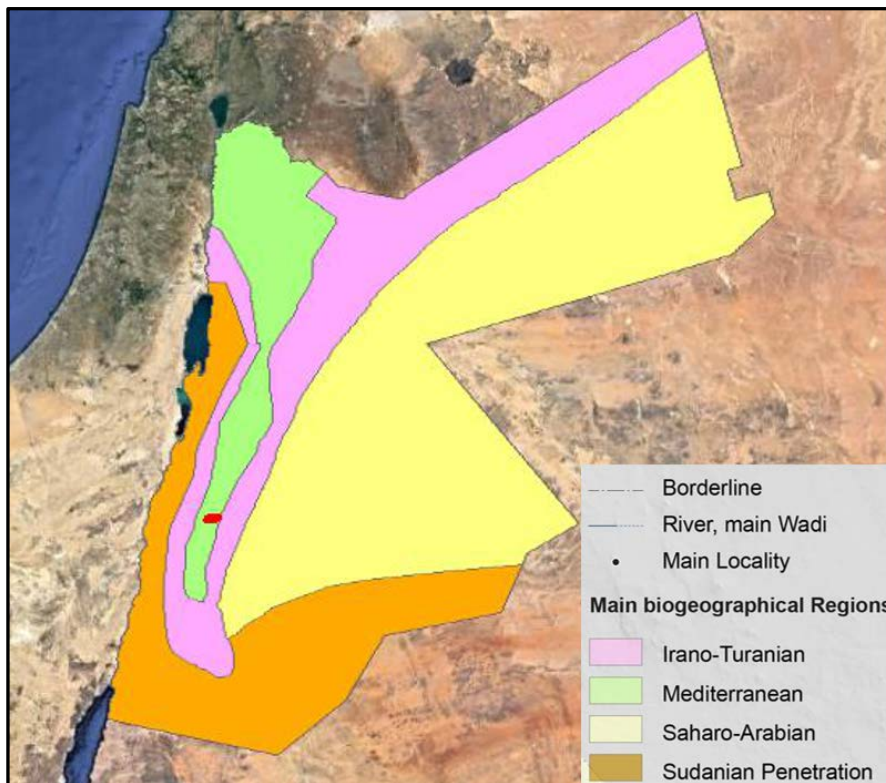 Borderline
River, main Wadi
Main Locality
Main biogeographical Regions
Irano-Turanian
Mediterranean
Saharo-Arabian
Sudanian Penetration